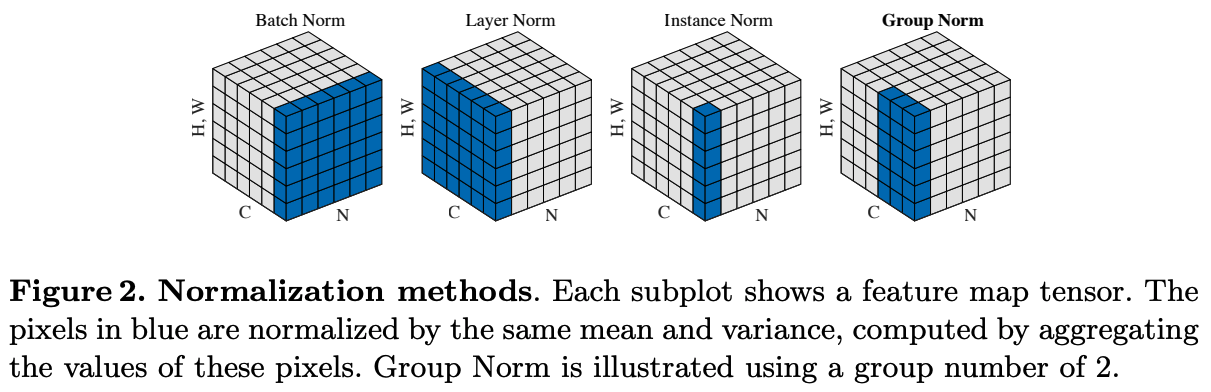 Batch Norm
Layer Norm
Instance Norm
Group Norm
H, W
C
N
H, W
C
N
H, W
C
N
H, W
C
N
Figure 2. Normalization methods. Each subplot shows a feature map tensor. The
pixels in blue are normalized by the same mean and variance, computed by aggregating
the values of these pixels. Group Norm is illustrated using a group number of 2.